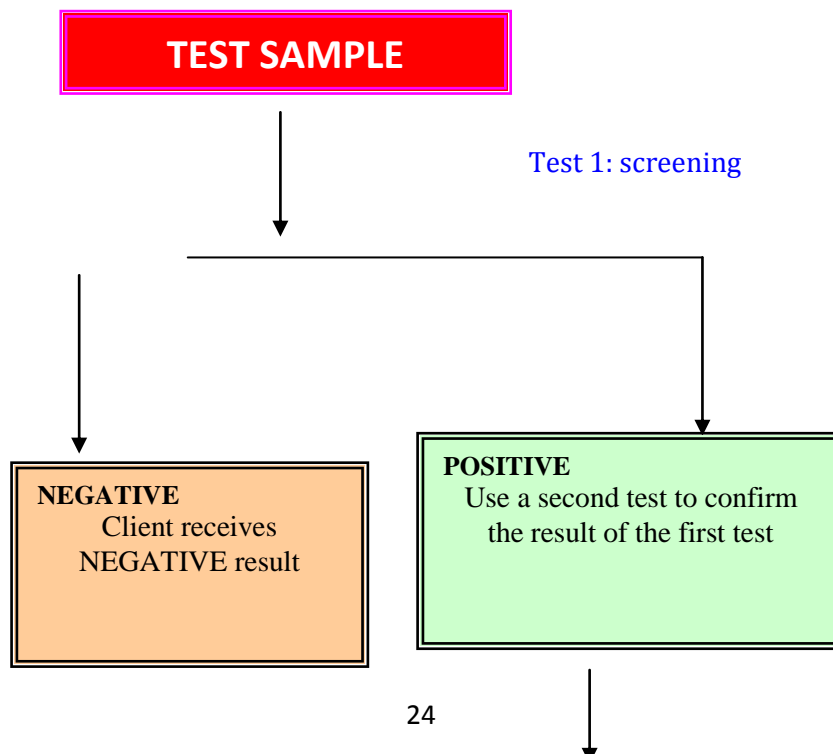 TEST SAMPLE
Test 1: screening
NEGATIVE
Client receives
NEGATIVE result
POSITIVE
Use a second test to confirm
the result of the first test
24